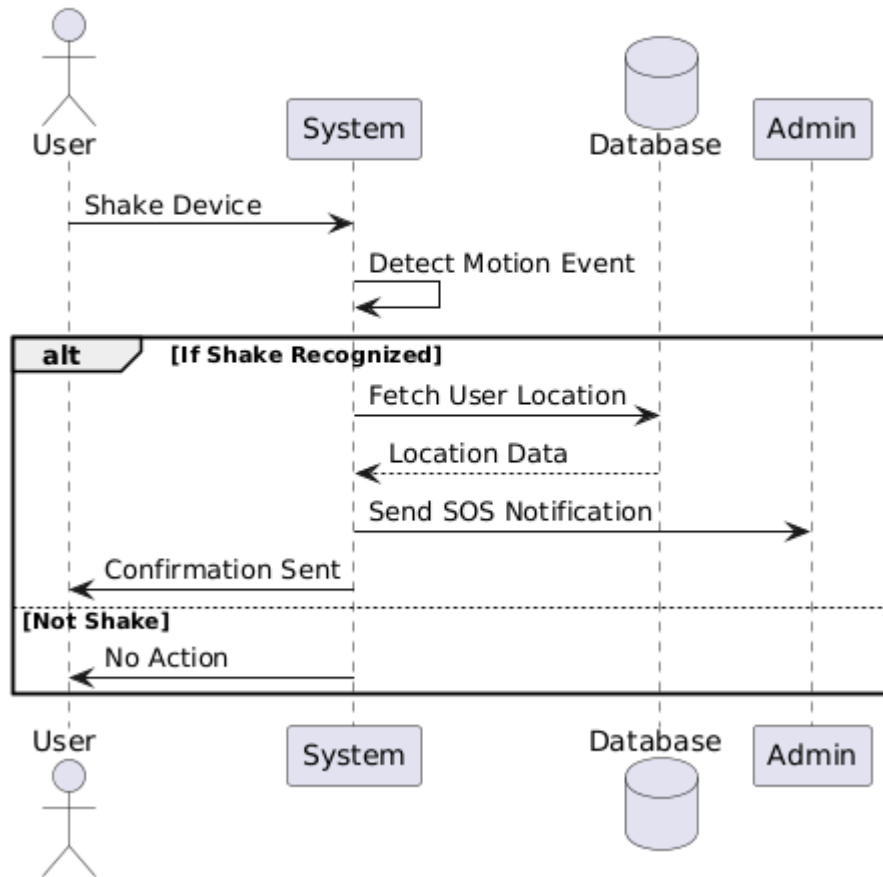 User
System
Database
Admin
Shake Device
Detect Motion Event
alt [If Shake Recognized]
Fetch User Location
Location Data
Send SOS Notification
Confirmation Sent
[Not Shake]
No Action
User
System
Database
Admin